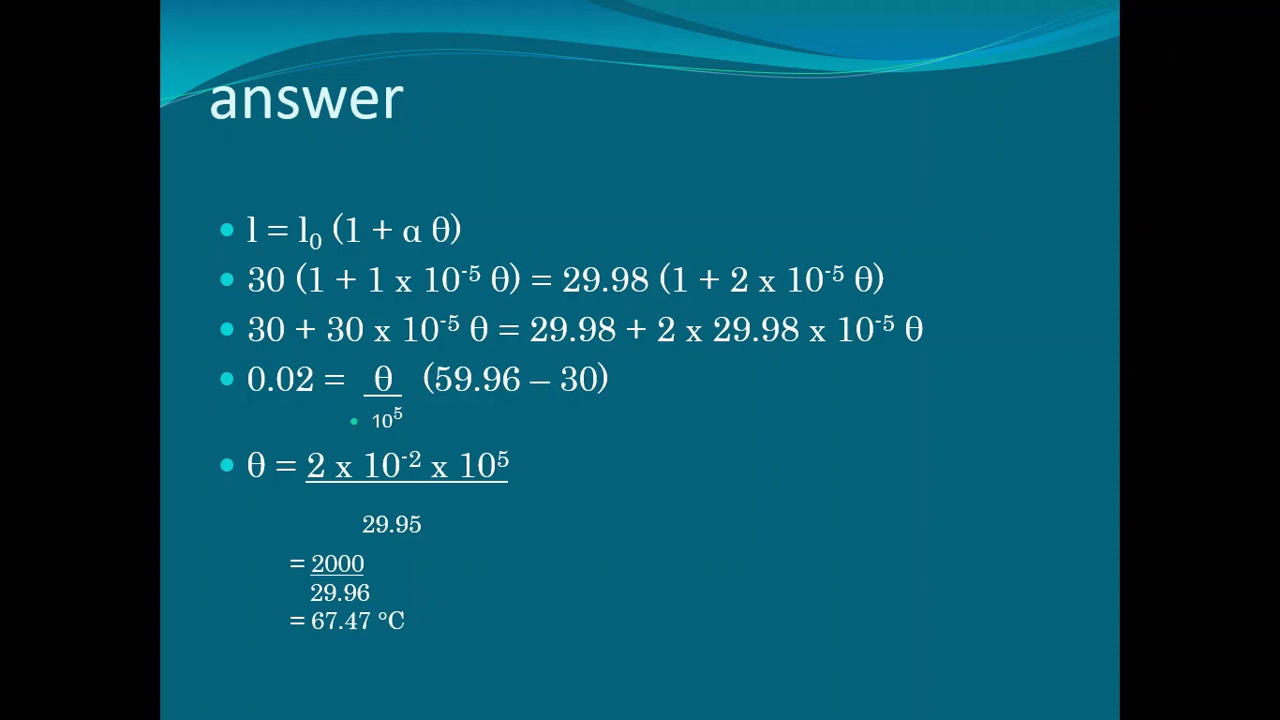 answer
• l = l₀ (1 + α θ)
• 30 (1 + 1 x 10⁻⁵ θ) = 29.98 (1 + 2 x 10⁻⁵ θ)
• 30 + 30 x 10⁻⁵ θ = 29.98 + 2 x 29.98 x 10⁻⁵ θ
• 0.02 = θ (59.96 – 30)
• 10⁵
• θ = 2 x 10⁻² x 10⁵
29.95
= 2000
29.96
= 67.47 °C